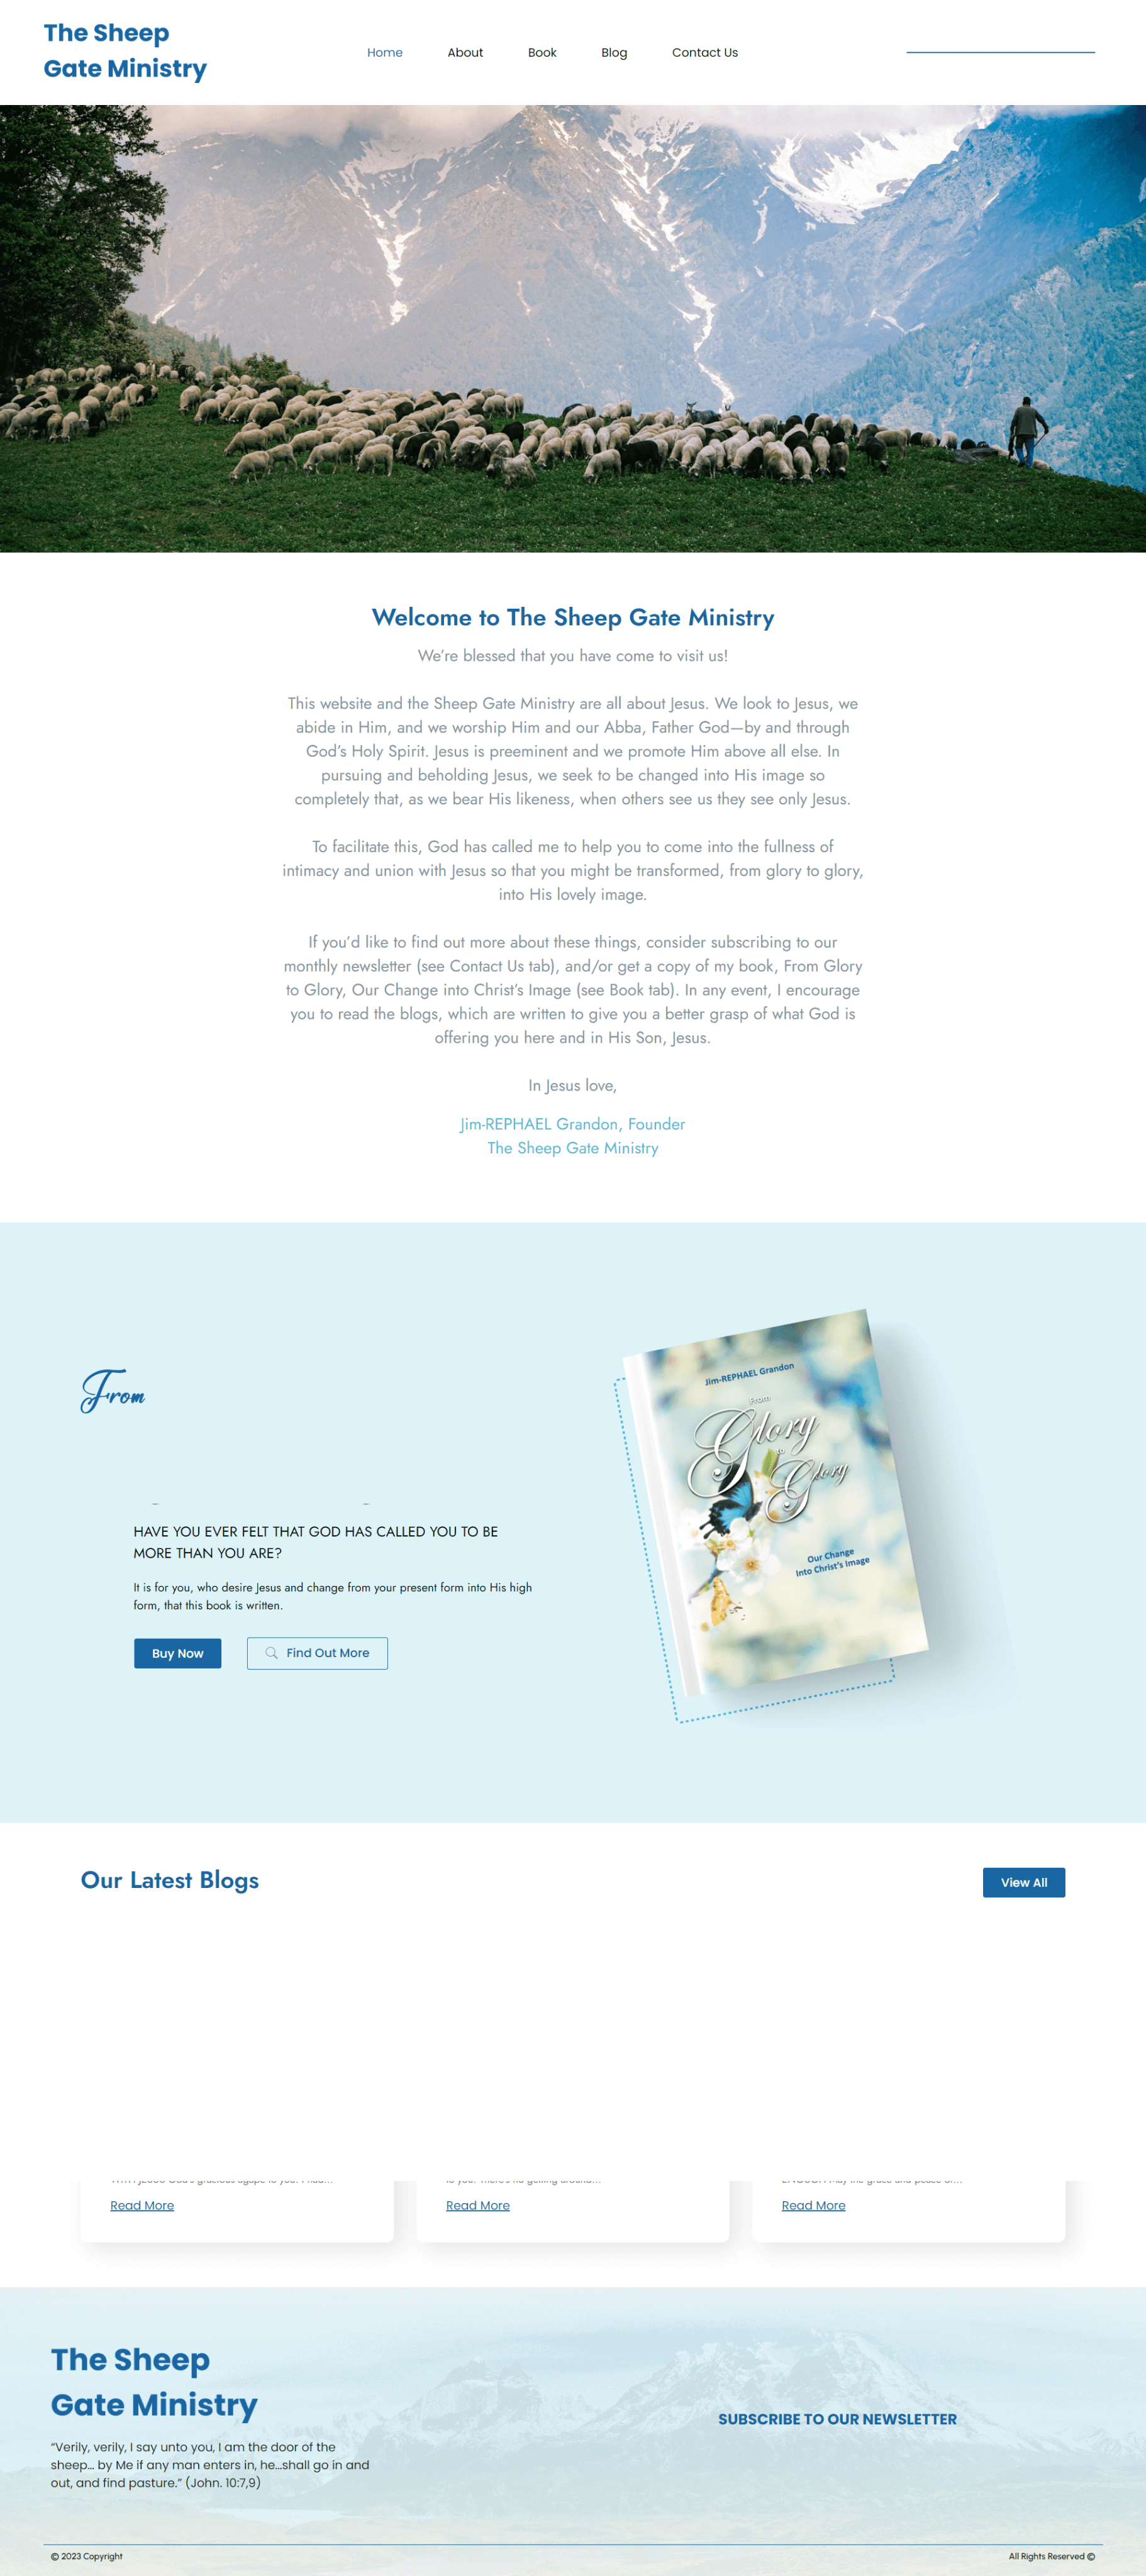 The Sheep
Gate Ministry
Home
About
Book
Blog
Contact Us
Welcome to The Sheep Gate Ministry
We're blessed that you have come to visit us!
This website and the Sheep Gate Ministry are all about Jesus. We look to Jesus, we
abide in Him, and we worship Him and our Abba, Father God—by and through
God's Holy Spirit. Jesus is preeminent and we promote Him above all else. In
pursuing and beholding Jesus, we seek to be changed into His image so
completely that, as we bear His likeness, when others see us they see only Jesus.
To facilitate this, God has called me to help you to come into the fullness of
intimacy and union with Jesus so that you might be transformed, from glory to glory,
into His lovely image.
If you'd like to find out more about these things, consider subscribing to our
monthly newsletter (see Contact Us tab), and/or get a copy of my book, From Glory
to Glory, Our Change into Christ's Image (see Book tab). In any event, I encourage
you to read the blogs, which are written to give you a better grasp of what God is
offering you here and in His Son, Jesus.
In Jesus love,
Jim-REPHAEL Grandon, Founder
The Sheep Gate Ministry
From
HAVE YOU EVER FELT THAT GOD HAS CALLED YOU TO BE
MORE THAN YOU ARE?
It is for you, who desire Jesus and change from your present form into His high
form, that this book is written.
Buy Now
Find Out More
Jim-REPHAEL Grandon
From
Glory
to
Glory
Our Change
Into Christ's Image
Our Latest Blogs
View All
Read More
Read More
Read More
The Sheep
Gate Ministry
"Verily, verily, I say unto you, I am the door of the
sheep... by Me if any man enters in, he...shall go in and
out, and find pasture." (John. 10:7,9)
SUBSCRIBE TO OUR NEWSLETTER
© 2023 Copyright
All Rights Reserved ©